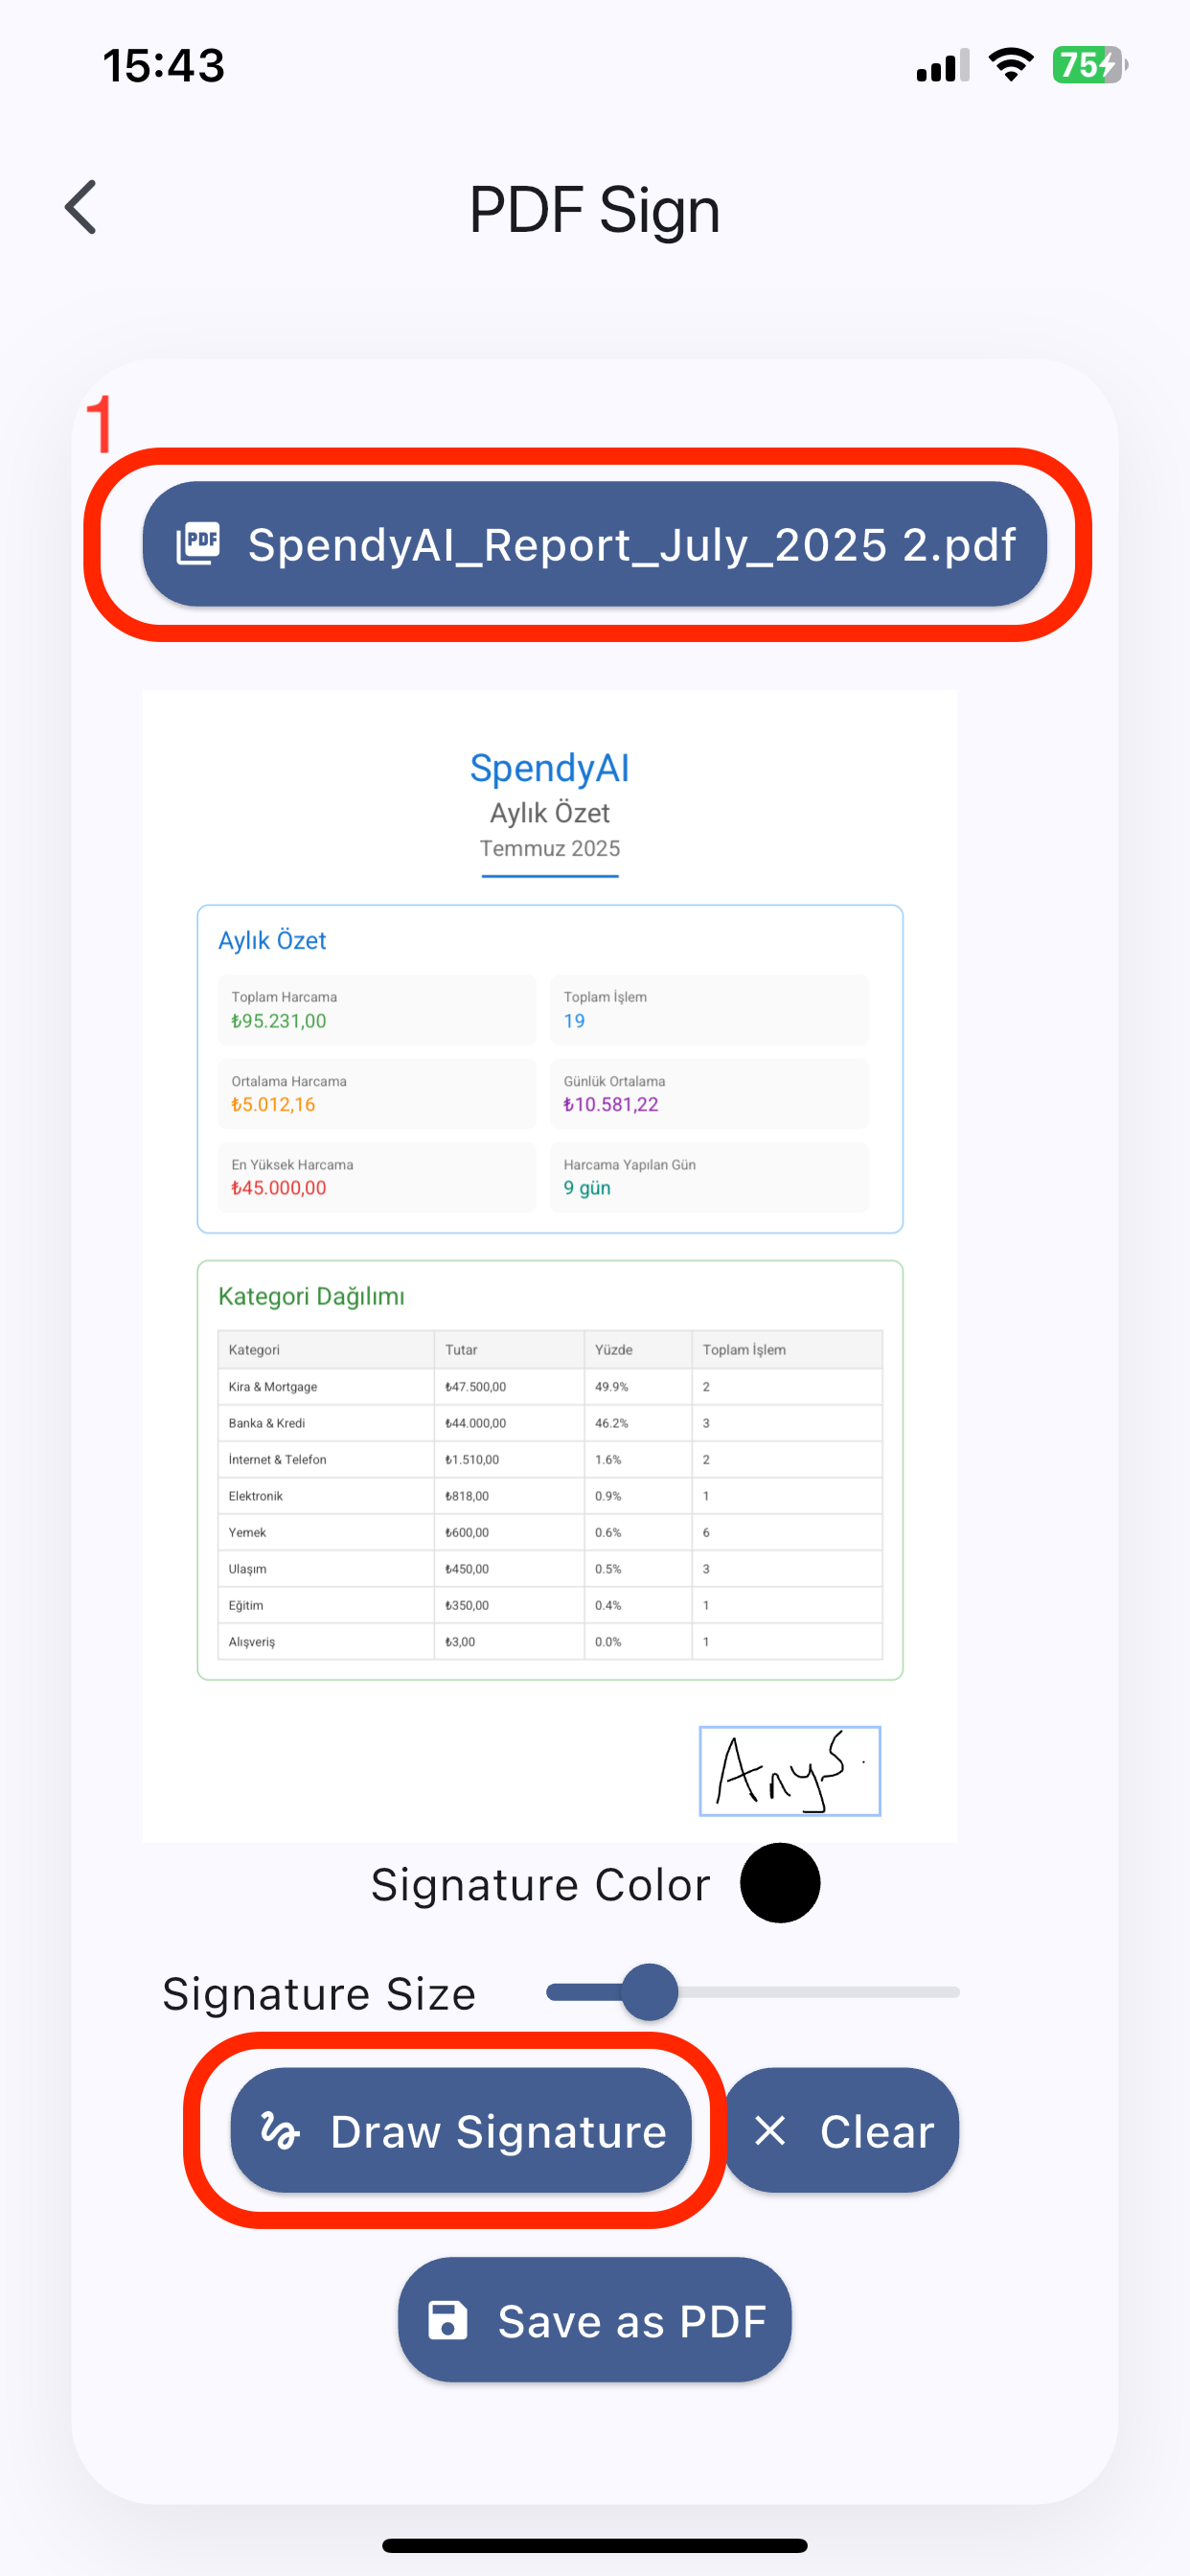 15:43
75
PDF Sign
1
PDF SpendyAI_Report_July_2025 2.pdf
SpendyAI
Aylık Özet
Temmuz 2025
Aylık Özet
Toplam Harcama
₺95.231,00
Toplam İşlem
19
Ortalama Harcama
₺5.012,16
Günlük Ortalama
₺10.581,22
En Yüksek Harcama
₺45.000,00
Harcama Yapılan Gün
9 gün
Kategori Dağılımı
Kategori Tutar Yüzde Toplam İşlem
Kira & Mortgage ₺47.500,00 49.9% 2
Banka & Kredi ₺44.000,00 46.2% 3
İnternet & Telefon ₺1.510,00 1.6% 2
Elektronik ₺818,00 0.9% 1
Yemek ₺600,00 0.6% 6
Ulaşım ₺450,00 0.5% 3
Eğitim ₺350,00 0.4% 1
Alışveriş ₺3,00 0.0% 1
Anys.
Signature Color
Signature Size
Draw Signature
Clear
Save as PDF